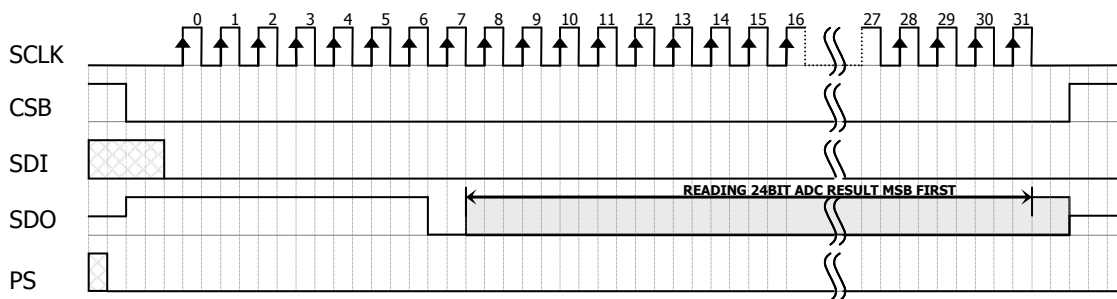 0 1 2 3 4 5 6 7 8 9 10 11 12 13 14 15 16 27 28 29 30 31
SCLK
CSB
SDI
READING 24BIT ADC RESULT MSB FIRST
SDO
PS